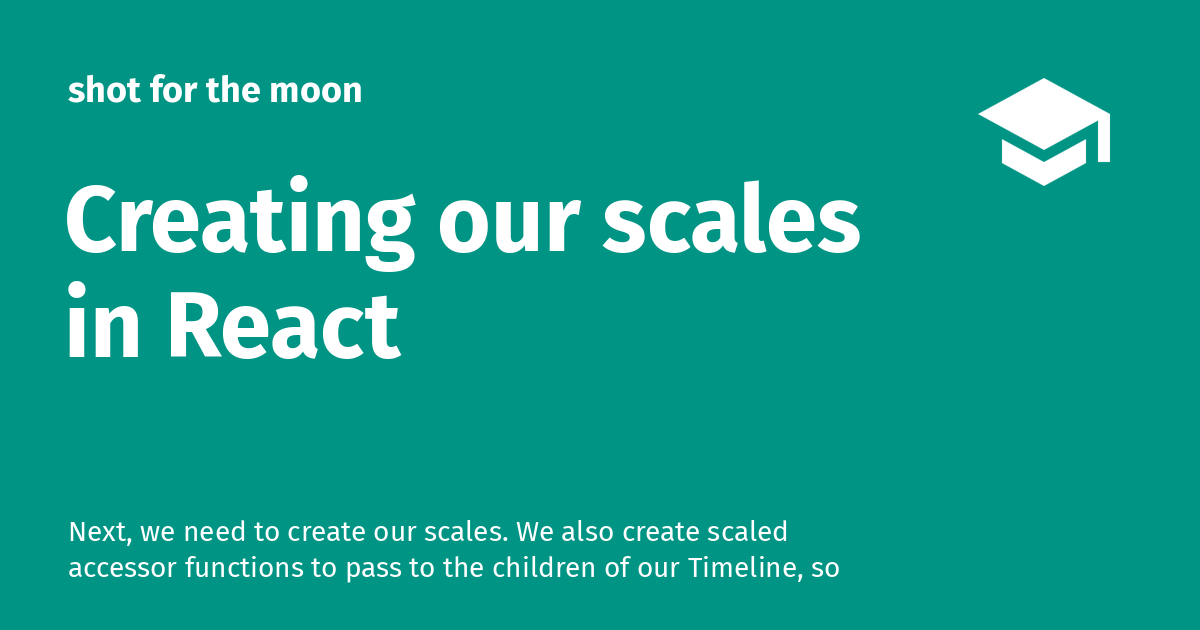 shot for the moon
Creating our scales
in React
Next, we need to create our scales. We also create scaled
accessor functions to pass to the children of our Timeline, so